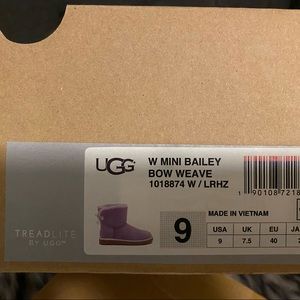 UGG
W MINI BAILEY
BOW WEAVE
1018874 W / LRHZ
TREADLITE
BY UGG™
9
MADE IN VIETNAM
USA UK EU
9 7.5 40